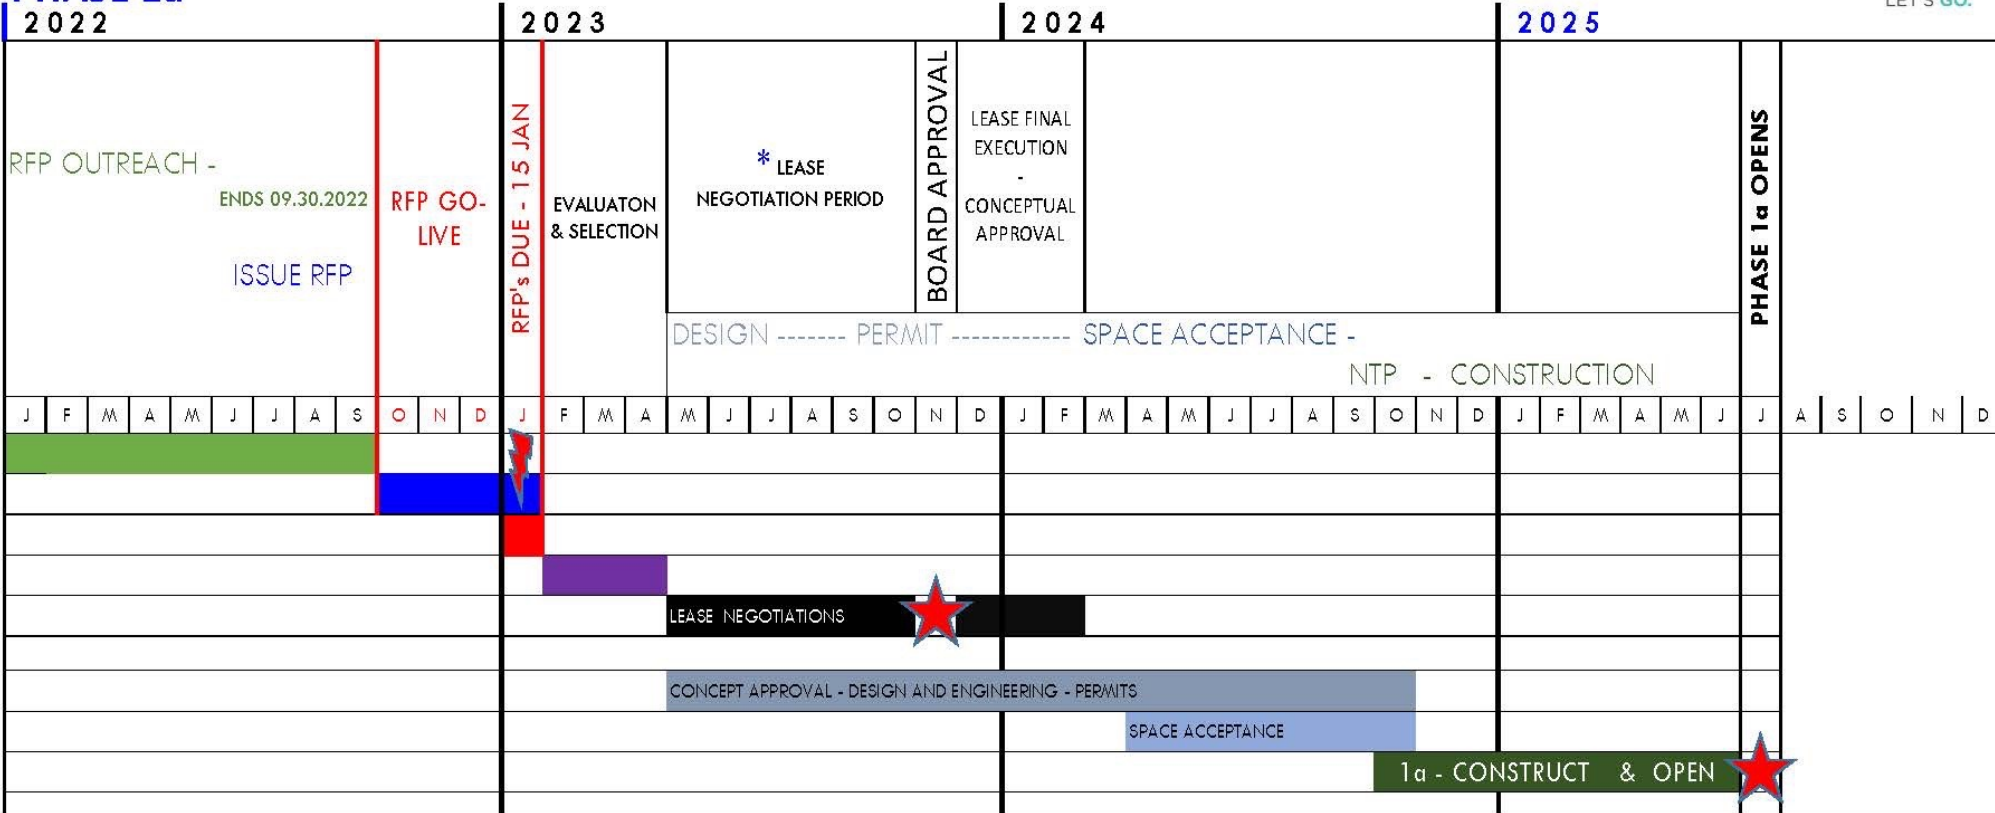 2022 2023 2024 2025
RFP OUTREACH -
ENDS 09.30.2022
ISSUE RFP
RFP GO-
LIVE
RFP's DUE - 15 JAN
EVALUATON
& SELECTION
* LEASE
NEGOTIATION PERIOD
BOARD APPROVAL
LEASE FINAL
EXECUTION
-
CONCEPTUAL
APPROVAL
PHASE 1a OPENS
DESIGN ------- PERMIT ------------ SPACE ACCEPTANCE -
NTP - CONSTRUCTION
J F M A M J J A S O N D J F M A M J J A S O N D J F M A M J J A S O N D J F M A M J J A S O N D
LEASE NEGOTIATIONS
CONCEPT APPROVAL - DESIGN AND ENGINEERING - PERMITS
SPACE ACCEPTANCE
1a - CONSTRUCT & OPEN